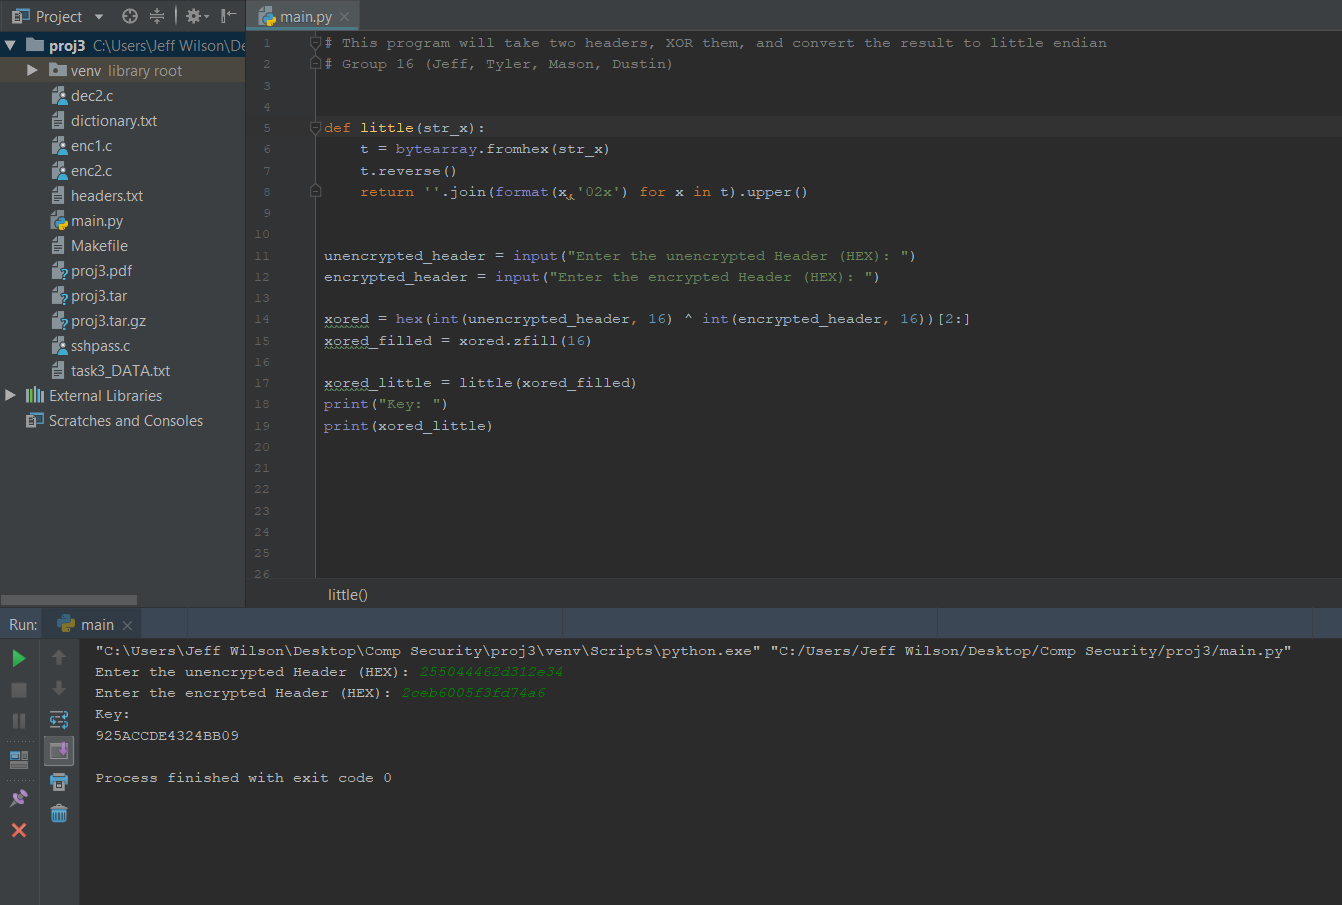 Project
main.py
proj3 C:\Users\Jeff Wilson\De
venv library root
dec2.c
dictionary.txt
enc1.c
enc2.c
headers.txt
main.py
Makefile
proj3.pdf
proj3.tar
proj3.tar.gz
sshpass.c
task3_DATA.txt
External Libraries
Scratches and Consoles
1 # This program will take two headers, XOR them, and convert the result to little endian
2 # Group 16 (Jeff, Tyler, Mason, Dustin)
3
4
5 def little(str_x):
6     t = bytearray.fromhex(str_x)
7     t.reverse()
8     return ''.join(format(x,'02x') for x in t).upper()
9
10
11 unencrypted_header = input("Enter the unencrypted Header (HEX): ")
12 encrypted_header = input("Enter the encrypted Header (HEX): ")
13
14 xored = hex(int(unencrypted_header, 16) ^ int(encrypted_header, 16))[2:]
15 xored_filled = xored.zfill(16)
16
17 xored_little = little(xored_filled)
18 print("Key: ")
19 print(xored_little)
20
21
22
23
24
25
26
little()
Run: main
"C:\Users\Jeff Wilson\Desktop\Comp Security\proj3\venv\Scripts\python.exe" "C:/Users/Jeff Wilson/Desktop/Comp Security/proj3/main.py"
Enter the unencrypted Header (HEX): 255044462d312e34
Enter the encrypted Header (HEX): 2ceb6005f3fd74a6
Key:
925ACCDE4324BB09
Process finished with exit code 0